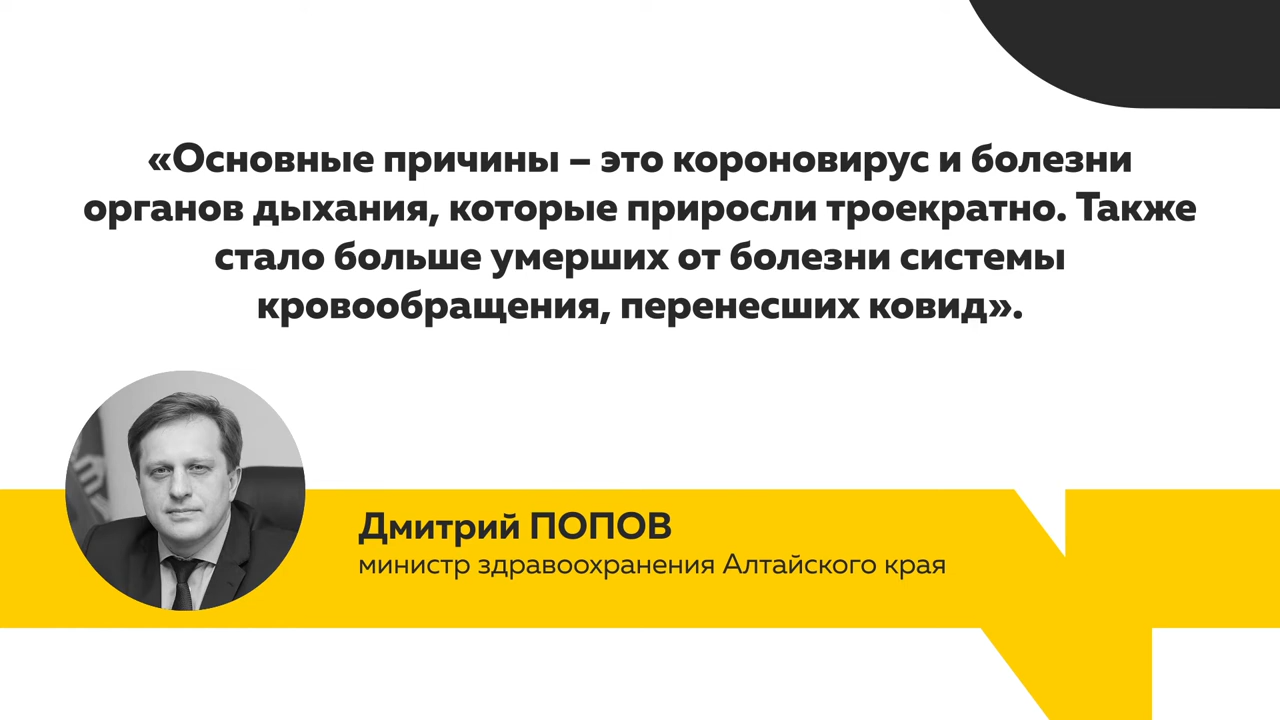 «Основные причины – это короновирус и болезни
органов дыхания, которые приросли троекратно. Также
стало больше умерших от болезни системы
кровообращения, перенесших ковид».
Дмитрий ПОПОВ
министр здравоохранения Алтайского края